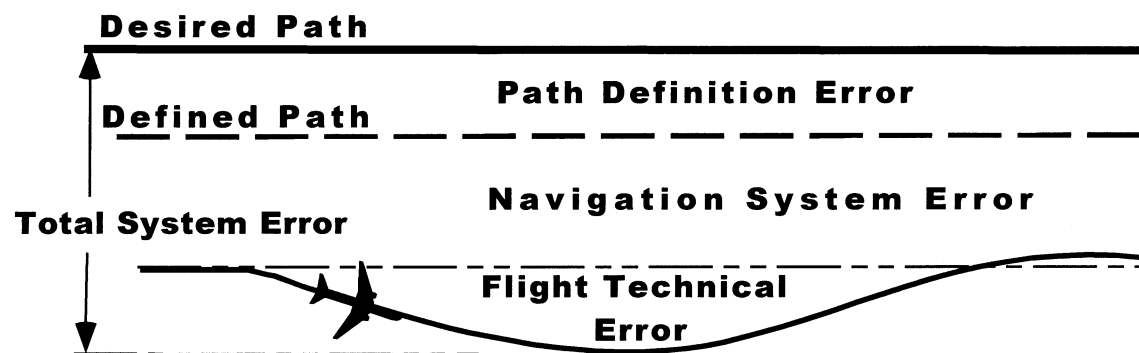 Desired Path
Path Definition Error
Defined Path
Navigation System Error
Total System Error
Flight Technical
Error